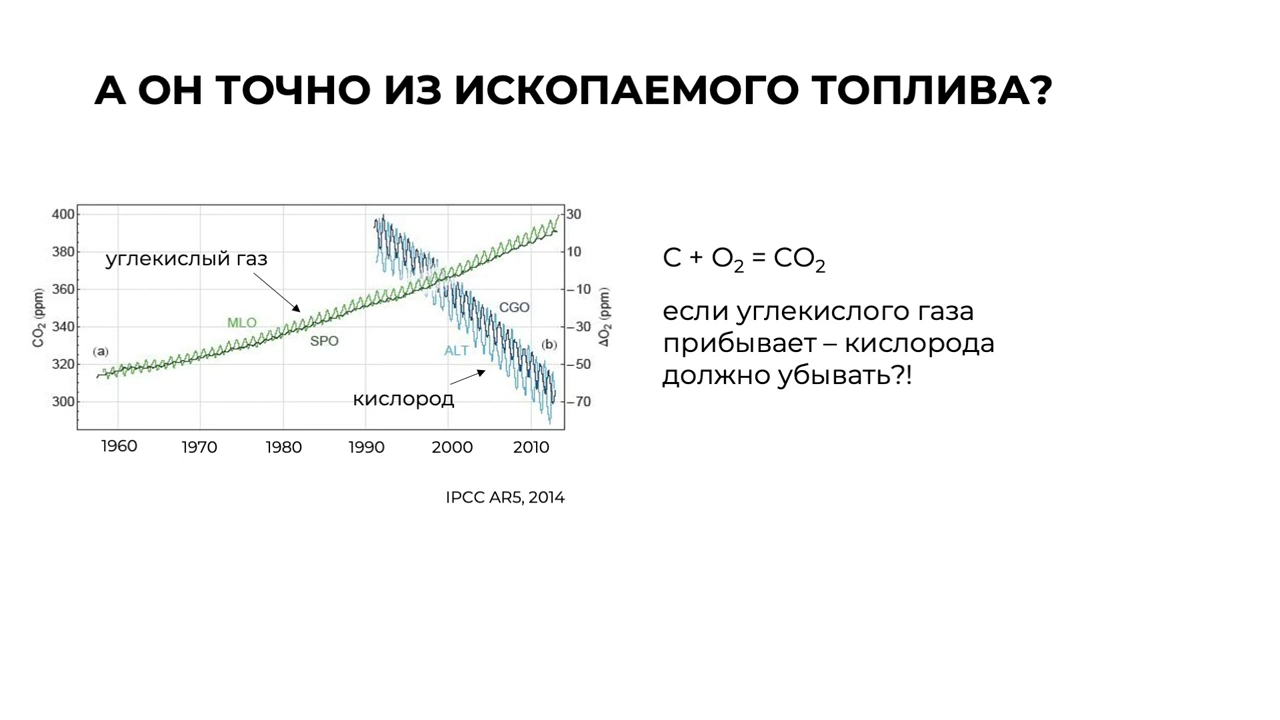 А ОН ТОЧНО ИЗ ИСКОПАЕМОГО ТОПЛИВА?
400
380
360
340
320
300
CO2 (ppm)
углекислый газ
MLO
SPO
(a)
CGO
ALT
(b)
кислород
30
10
−10
−30
−50
−70
ΔO2 (ppm)
1960 1970 1980 1990 2000 2010
IPCC AR5, 2014
C + O2 = CO2
если углекислого газа
прибывает – кислорода
должно убывать?!